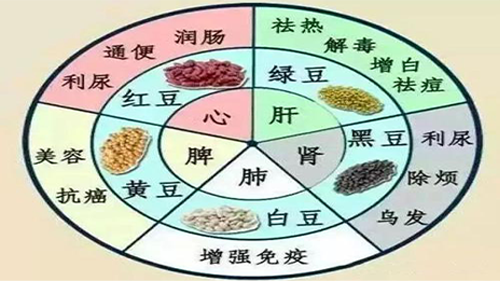 祛热
解毒
增白
祛痘
绿豆
肝
利尿
除烦
乌发
黑豆
肾
增强免疫
白豆
肺
美容
抗癌
黄豆
脾
利尿
通便
润肠
红豆
心